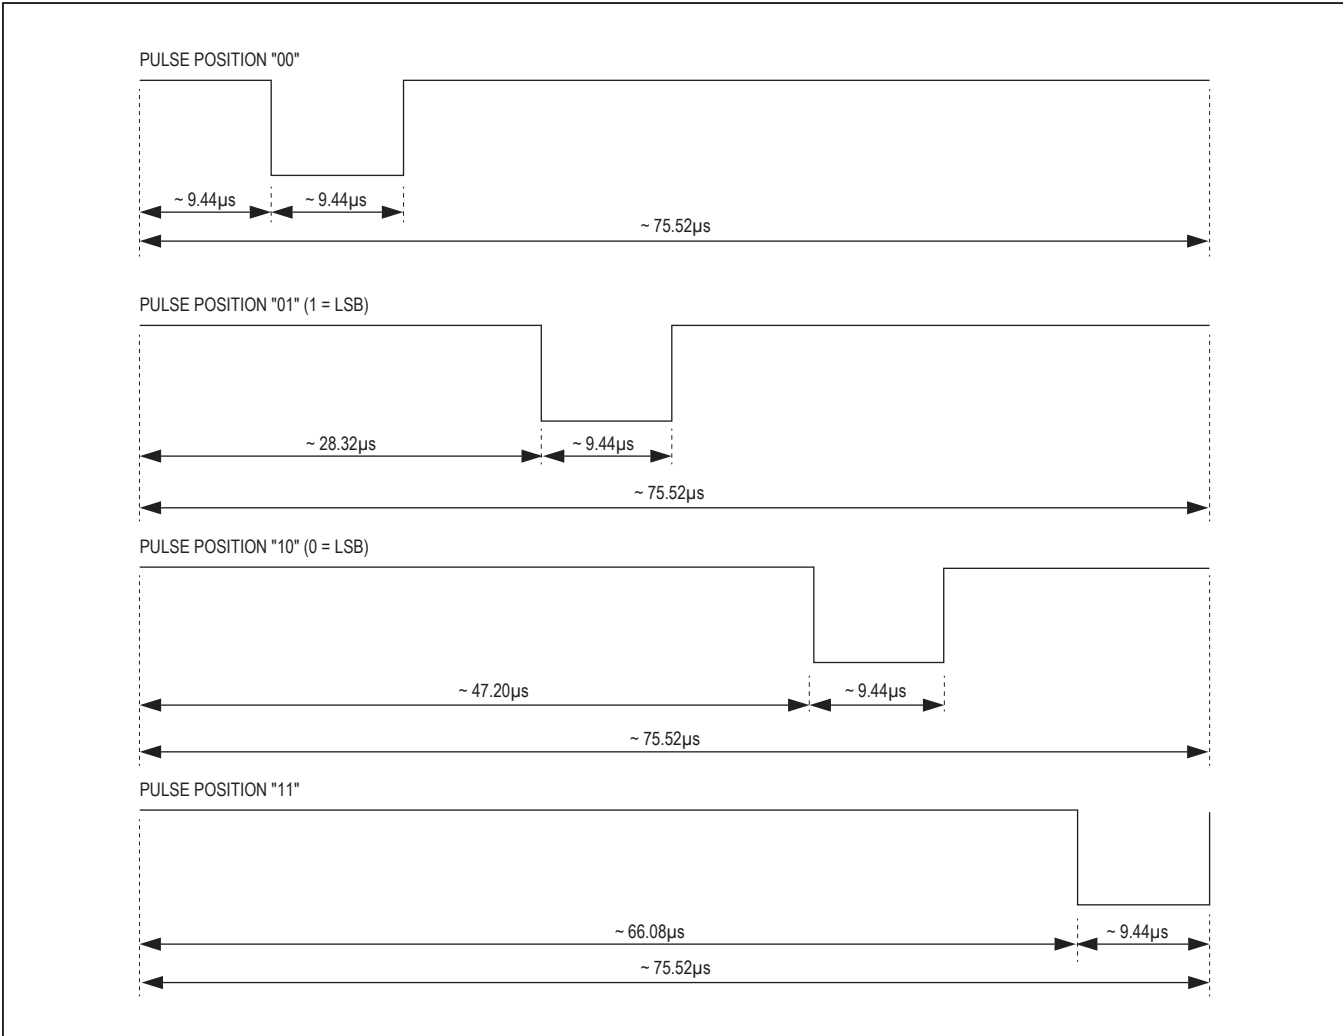 PULSE POSITION "00"
~ 9.44µs ~ 9.44µs
~ 75.52µs
PULSE POSITION "01" (1 = LSB)
~ 28.32µs ~ 9.44µs
~ 75.52µs
PULSE POSITION "10" (0 = LSB)
~ 47.20µs ~ 9.44µs
~ 75.52µs
PULSE POSITION "11"
~ 66.08µs ~ 9.44µs
~ 75.52µs